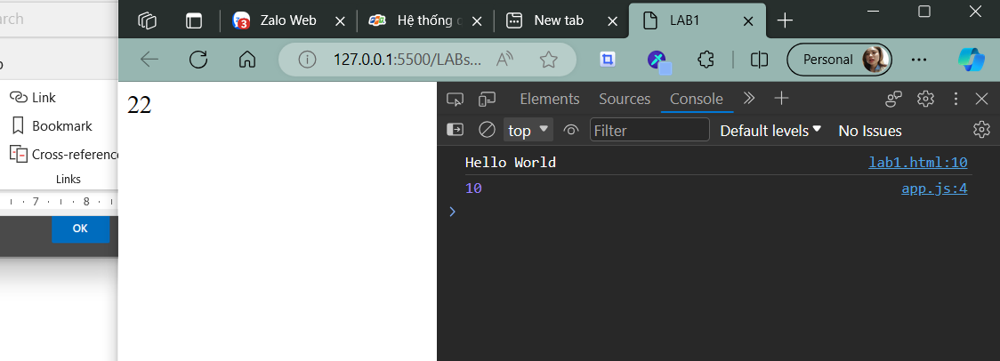 earch
Zalo Web
Hệ thống
New tab
LAB1
127.0.0.1:5500/LABs...
Personal
Link
Bookmark
Cross-reference
Links
7 8
OK
22
Elements Sources Console
top
Filter
Default levels
No Issues
Hello World lab1.html:10
10 app.js:4